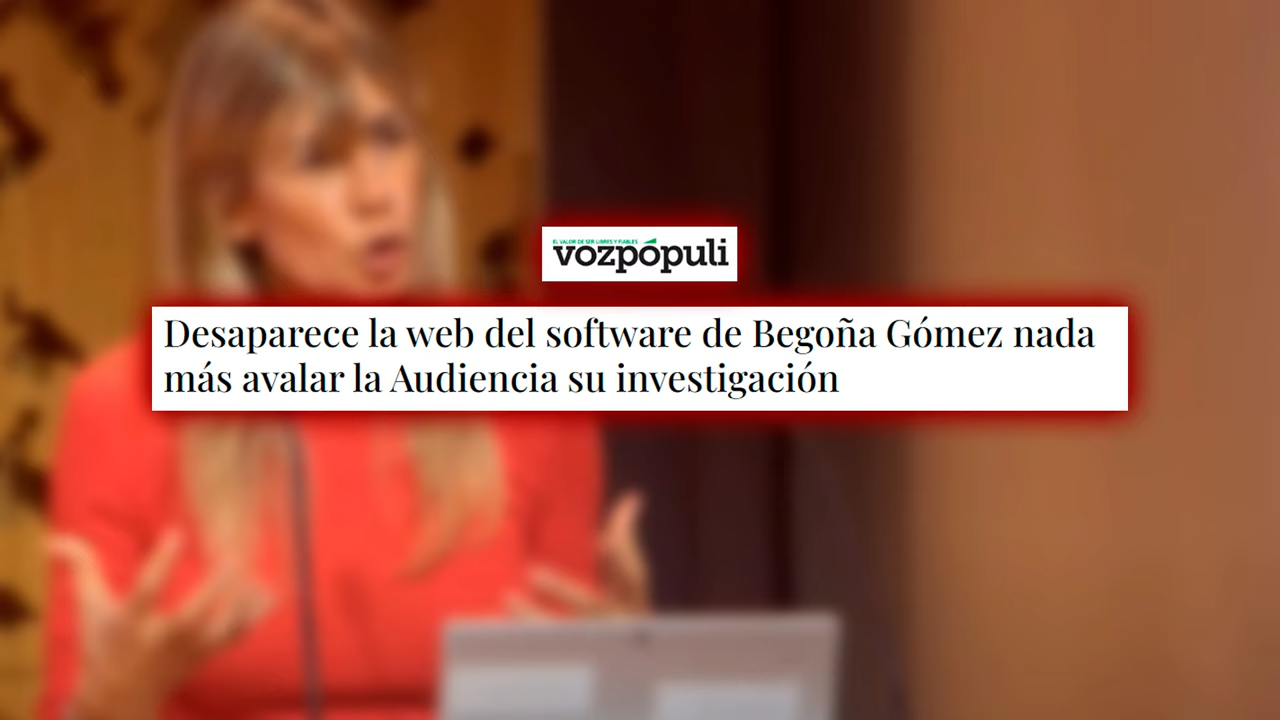 EL VALOR DE SER LIBRES Y FIABLES
vozpópuli
Desaparece la web del software de Begoña Gómez nada
más avalar la Audiencia su investigación